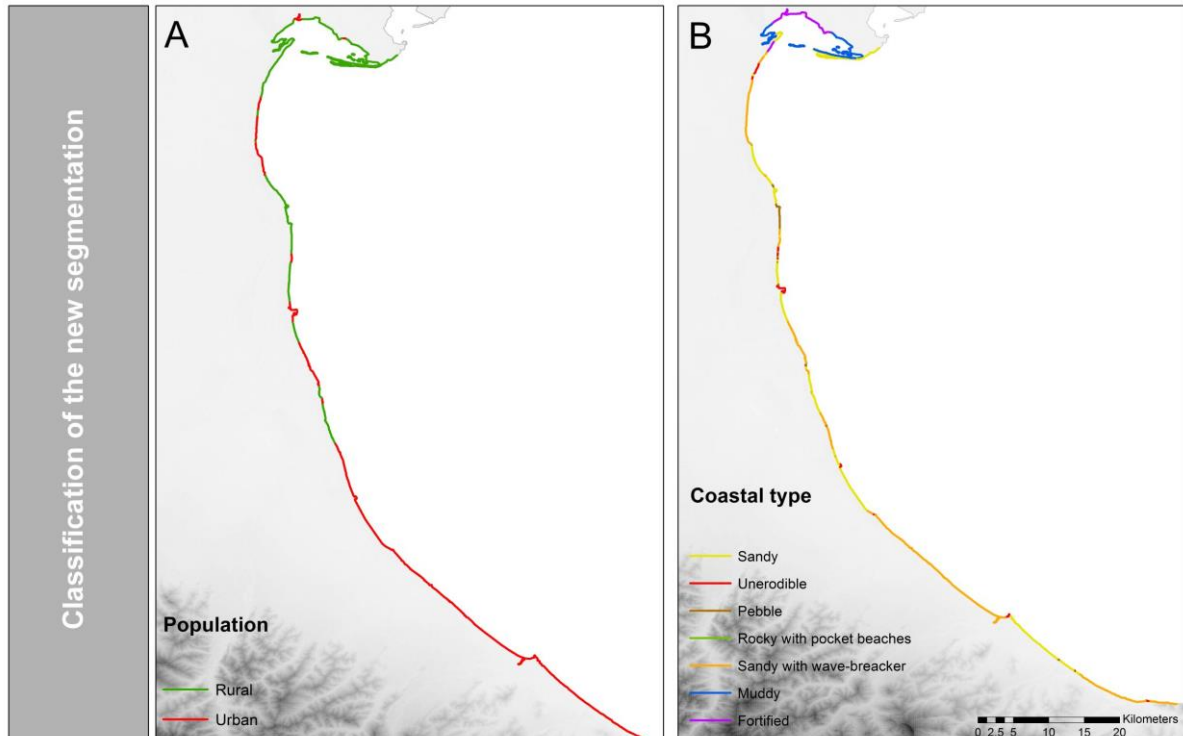 Classification of the new segmentation
A
Population
Rural
Urban
B
Coastal type
Sandy
Unerodible
Pebble
Rocky with pocket beaches
Sandy with wave-breacker
Muddy
Fortified
Kilometers
0 2.5 5 10 15 20